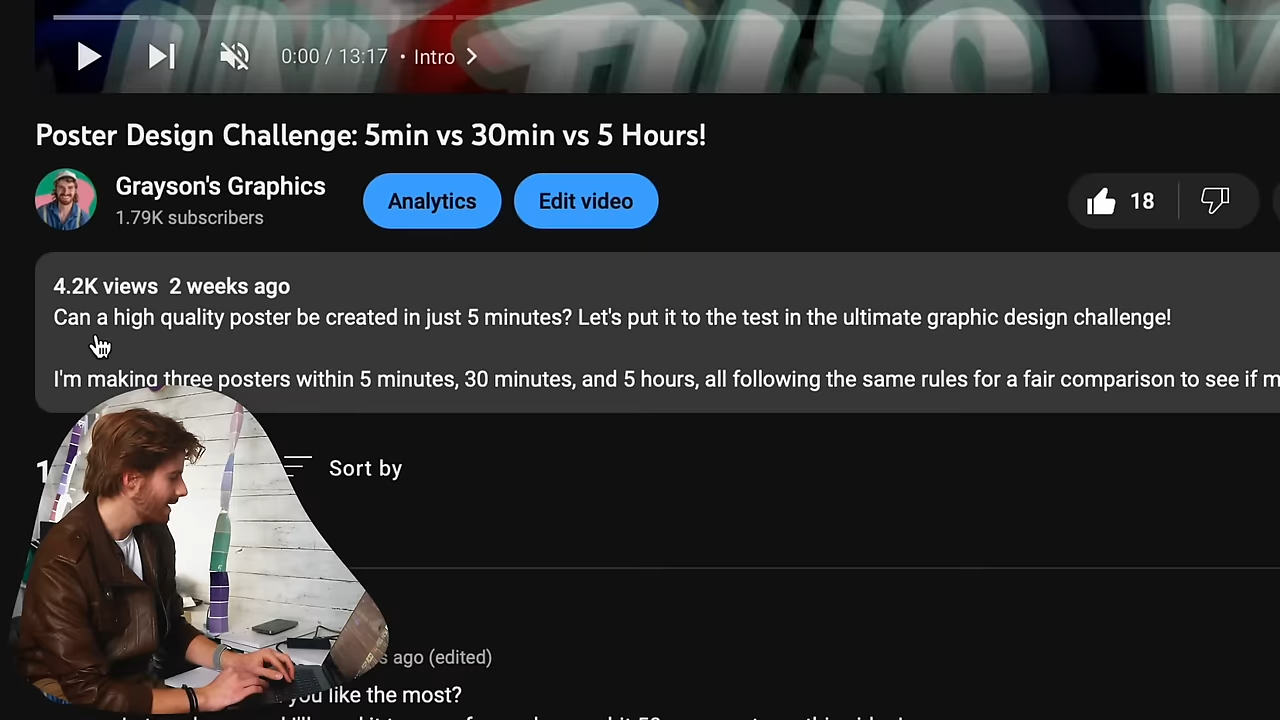 0:00 / 13:17 • Intro
Poster Design Challenge: 5min vs 30min vs 5 Hours!
Grayson's Graphics
1.79K subscribers
Analytics
Edit video
18
4.2K views 2 weeks ago
Can a high quality poster be created in just 5 minutes? Let's put it to the test in the ultimate graphic design challenge!
I'm making three posters within 5 minutes, 30 minutes, and 5 hours, all following the same rules for a fair comparison to see if m
Sort by
ago (edited)
you like the most?